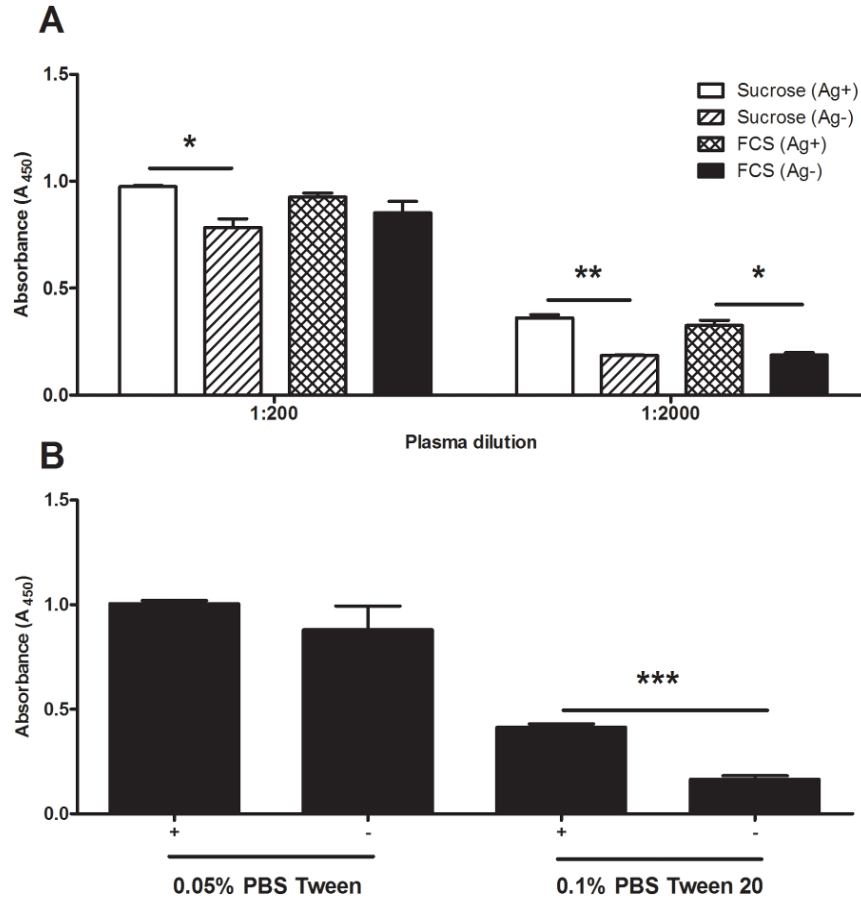 A
1.5
Sucrose (Ag+)
Sucrose (Ag-)
FCS (Ag+)
FCS (Ag-)
*
1.0
Absorbance (A450)
**
*
0.5
0.0
1:200 1:2000
Plasma dilution
B
1.5
Absorbance (A450)
1.0
***
0.5
0.0
+ - + -
0.05% PBS Tween 0.1% PBS Tween 20